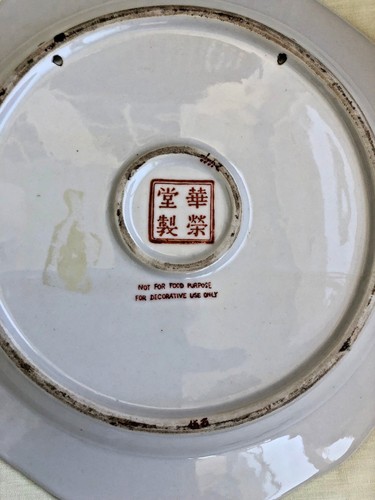 華榮
堂製
NOT FOR FOOD PURPOSE
FOR DECORATIVE USE ONLY